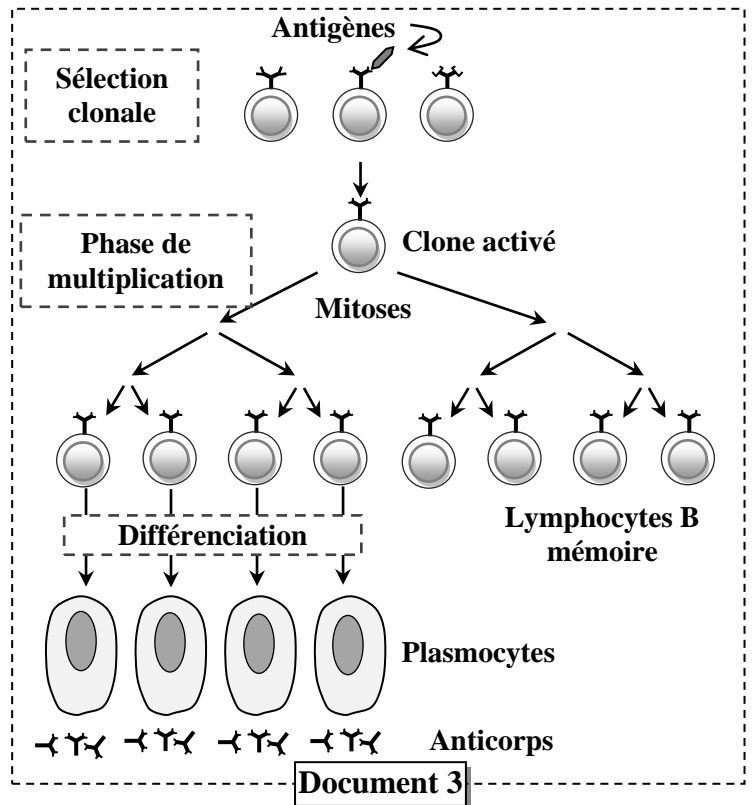 Antigènes
Sélection
clonale
Phase de
multiplication
Clone activé
Mitoses
Lymphocytes B
mémoire
Différenciation
Plasmocytes
Anticorps
Document 3